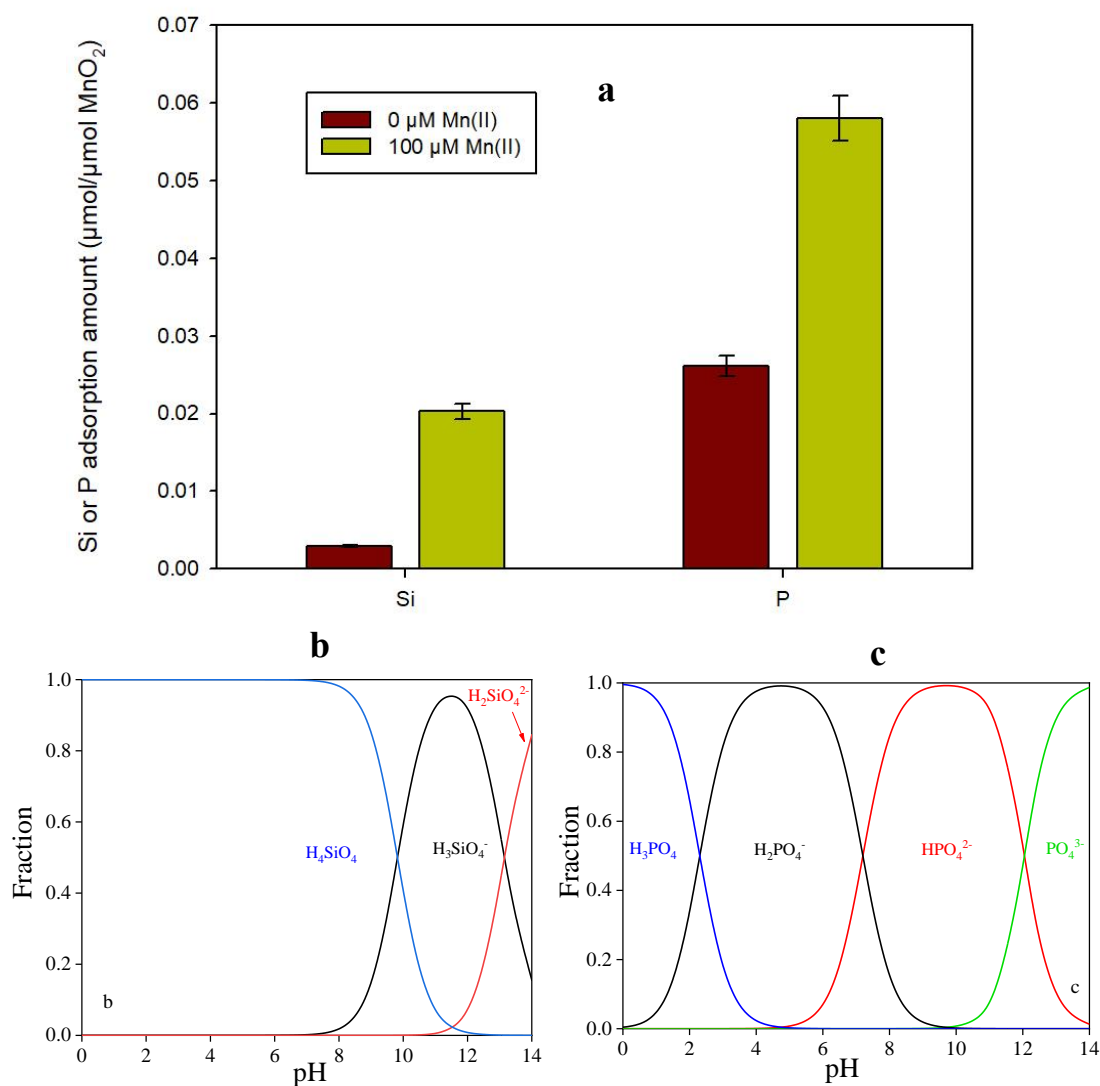 a
0 µM Mn(II)
100 µM Mn(II)
Si or P adsorption amount (µmol/µmol MnO₂)
0.07
0.06
0.05
0.04
0.03
0.02
0.01
0.00
Si
P
b
H₂SiO₄²⁻
H₄SiO₄
H₃SiO₄⁻
Fraction
1.0
0.8
0.6
0.4
0.2
0.0
b
0 2 4 6 8 10 12 14
pH
c
H₃PO₄
H₂PO₄⁻
HPO₄²⁻
PO₄³⁻
Fraction
1.0
0.8
0.6
0.4
0.2
0.0
c
0 2 4 6 8 10 12 14
pH